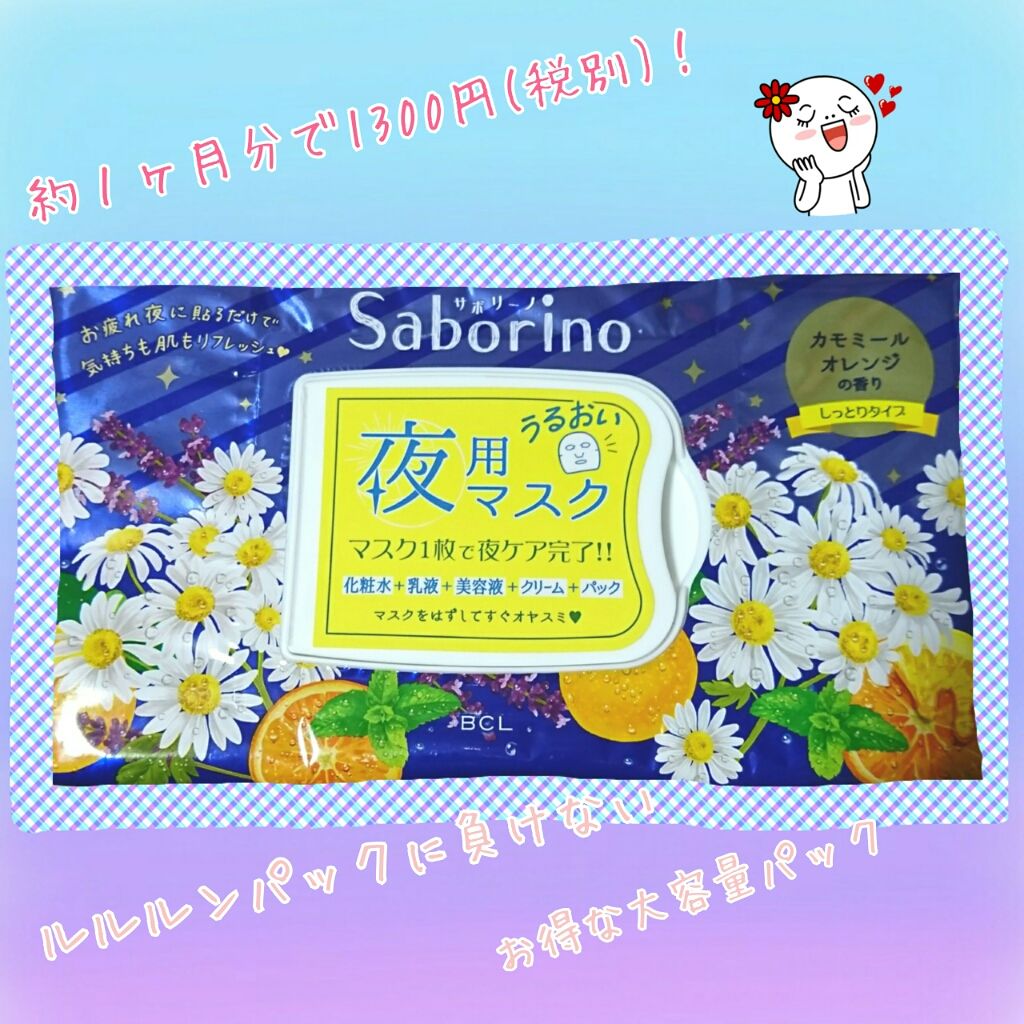 約1ヶ月分で1300円(税別)!
お疲れ夜に貼るだけで
気持ちも肌もリフレッシュ♥
サボリーノ
Saborino
カモミール
オレンジ
の香り
しっとりタイプ
うるおい
夜用
マスク
マスク1枚で夜ケア完了!!
化粧水+乳液+美容液+クリーム+パック
マスクをはずしてすぐオヤスミ♥
BCL
ルルルンパックに負けない
お得な大容量パック